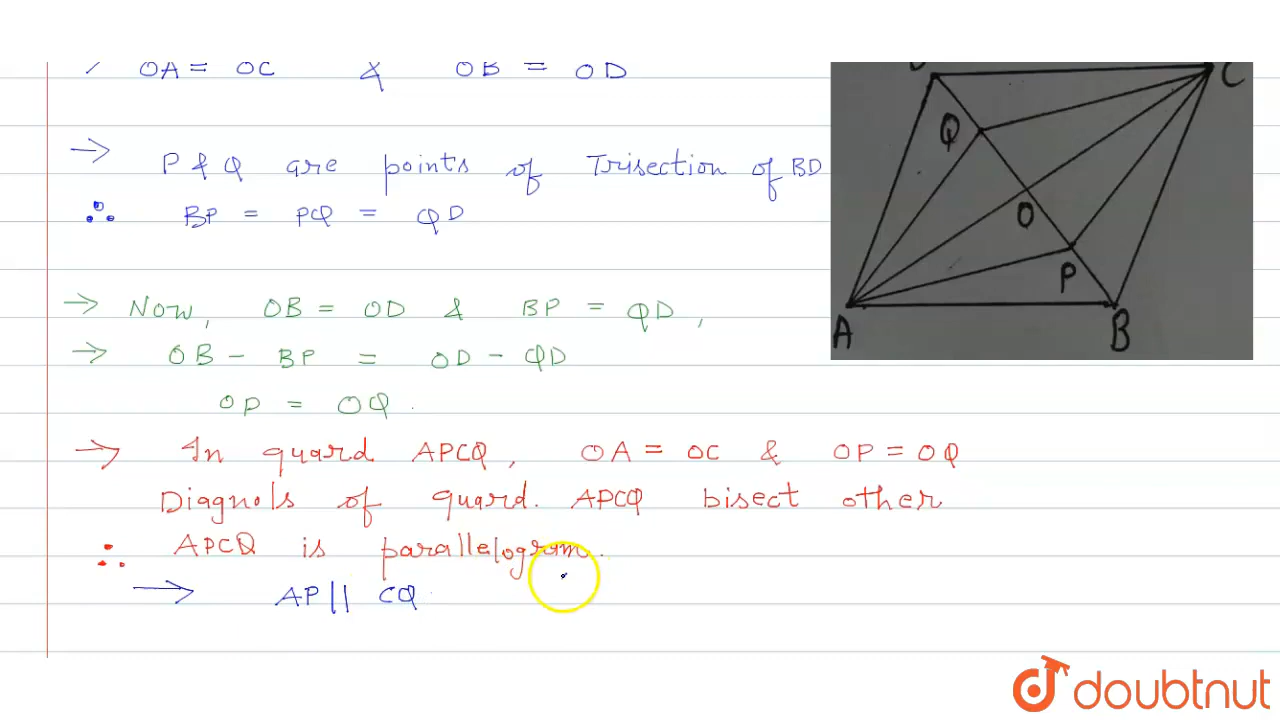 OA = OC & OB = OD
→ P & Q are points of Trisection of BD
∴ BP = PQ = QD
→ Now, OB = OD & BP = QD,
→ OB - BP = OD - QD
OP = OQ.
→ In quard APCQ, OA = OC & OP = OQ
Diagnols of quard. APCQ bisect other
∴ APCQ is parallelogram.
→ AP || CQ
C
Q
O
P
A
B
doubtnut